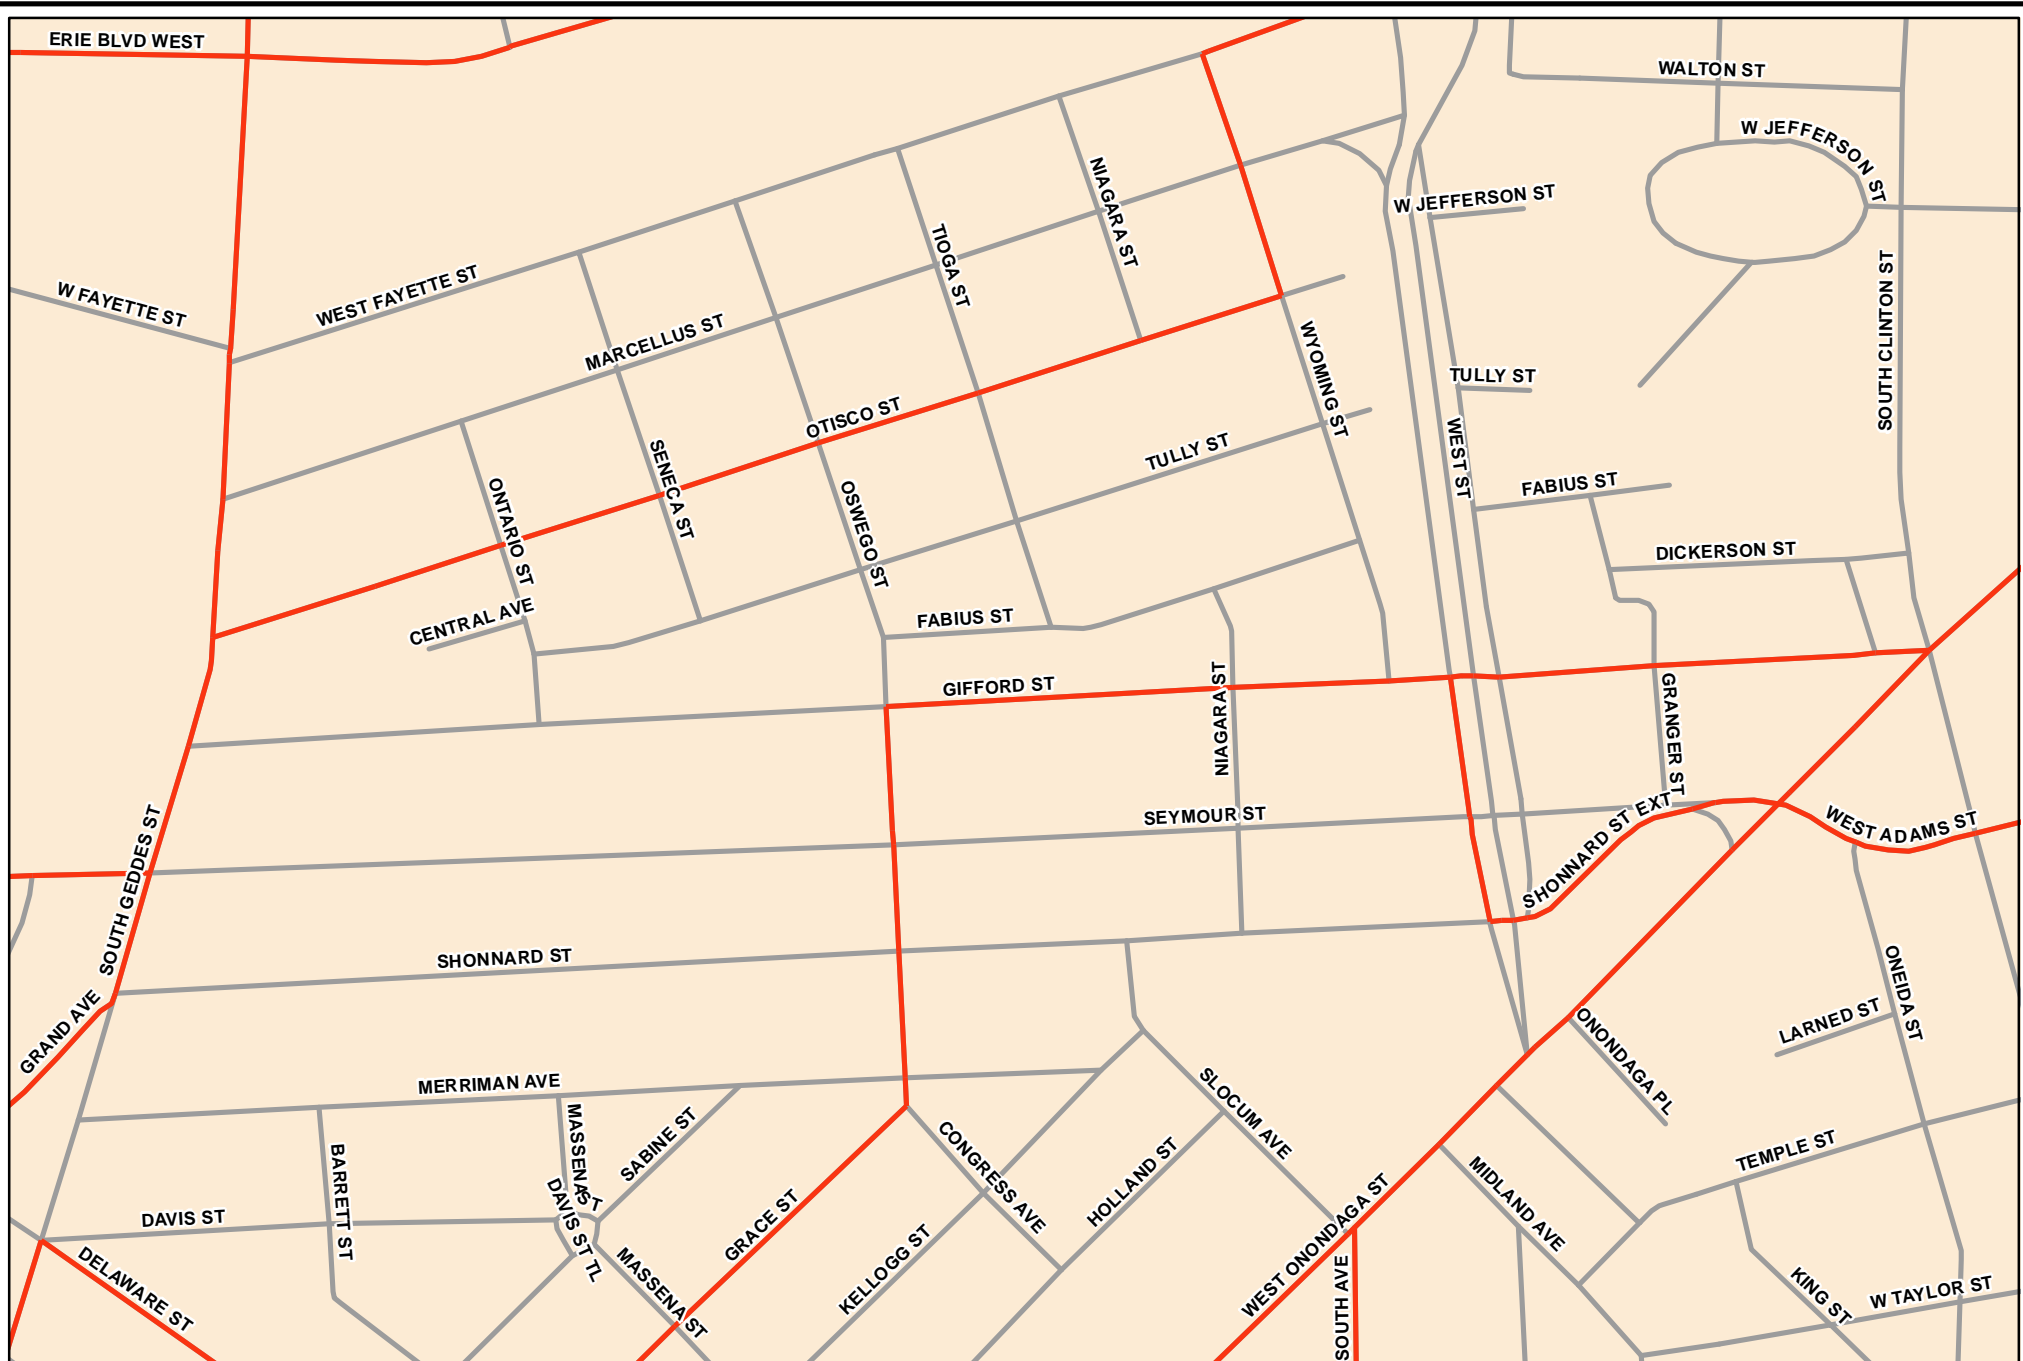 ERIE BLVD WEST
WALTON ST
W JEFFERSON ST
W JEFFERSON ST
NIAGARA ST
TIOGA ST
W FAYETTE ST
WEST FAYETTE ST
MARCELLUS ST
SOUTH CLINTON ST
WYOMING ST
TULLY ST
OTISCO ST
WEST ST
SENECA ST
TULLY ST
ONTARIO ST
OSWEGO ST
FABIUS ST
DICKERSON ST
CENTRAL AVE
FABIUS ST
GIFFORD ST
NIAGARA ST
GRANGER ST
SEYMOUR ST
SHONNARD ST EXT
WEST ADAMS ST
SOUTH GEDDES ST
SHONNARD ST
ONEIDA ST
GRAND AVE
LARNED ST
ONONDAGA PL
MERRIMAN AVE
SLOCUM AVE
MASSENA ST
SABINE ST
CONGRESS AVE
HOLLAND ST
TEMPLE ST
BARRETT ST
MIDLAND AVE
DAVIS ST
DAVIS ST TL
GRACE ST
KELLOGG ST
WEST ONONDAGA ST
DELAWARE ST
MASSENA ST
SOUTH AVE
KING ST
W TAYLOR ST